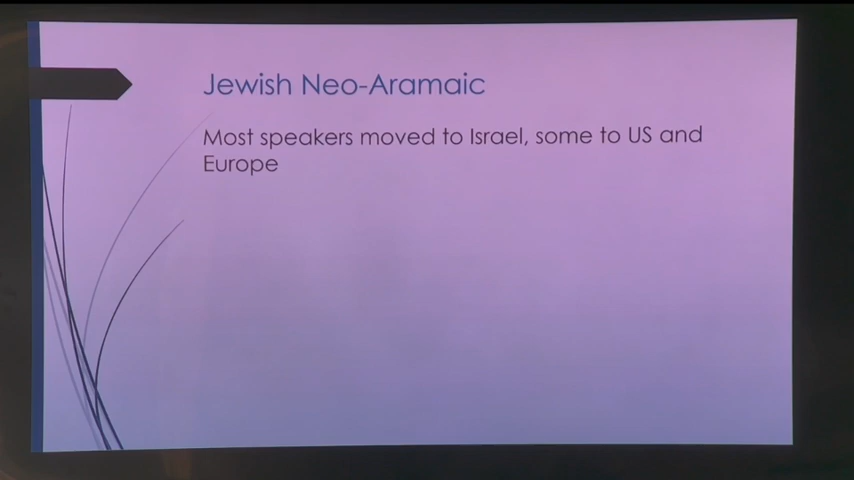 Jewish Neo-Aramaic
Most speakers moved to Israel, some to US and
Europe